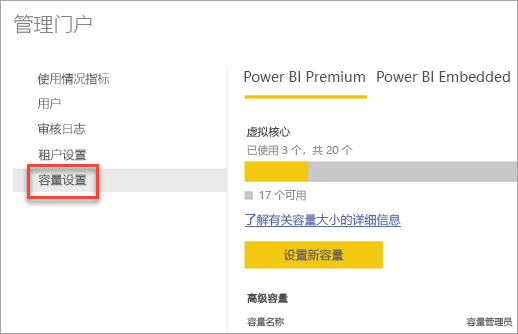 管理门户
使用情况指标
用户
审核日志
租户设置
容量设置
Power BI Premium Power BI Embedded
虚拟核心
已使用 3 个，共 20 个
17 个可用
了解有关容量大小的详细信息
设置新容量
高级容量
容量名称 容量管理员